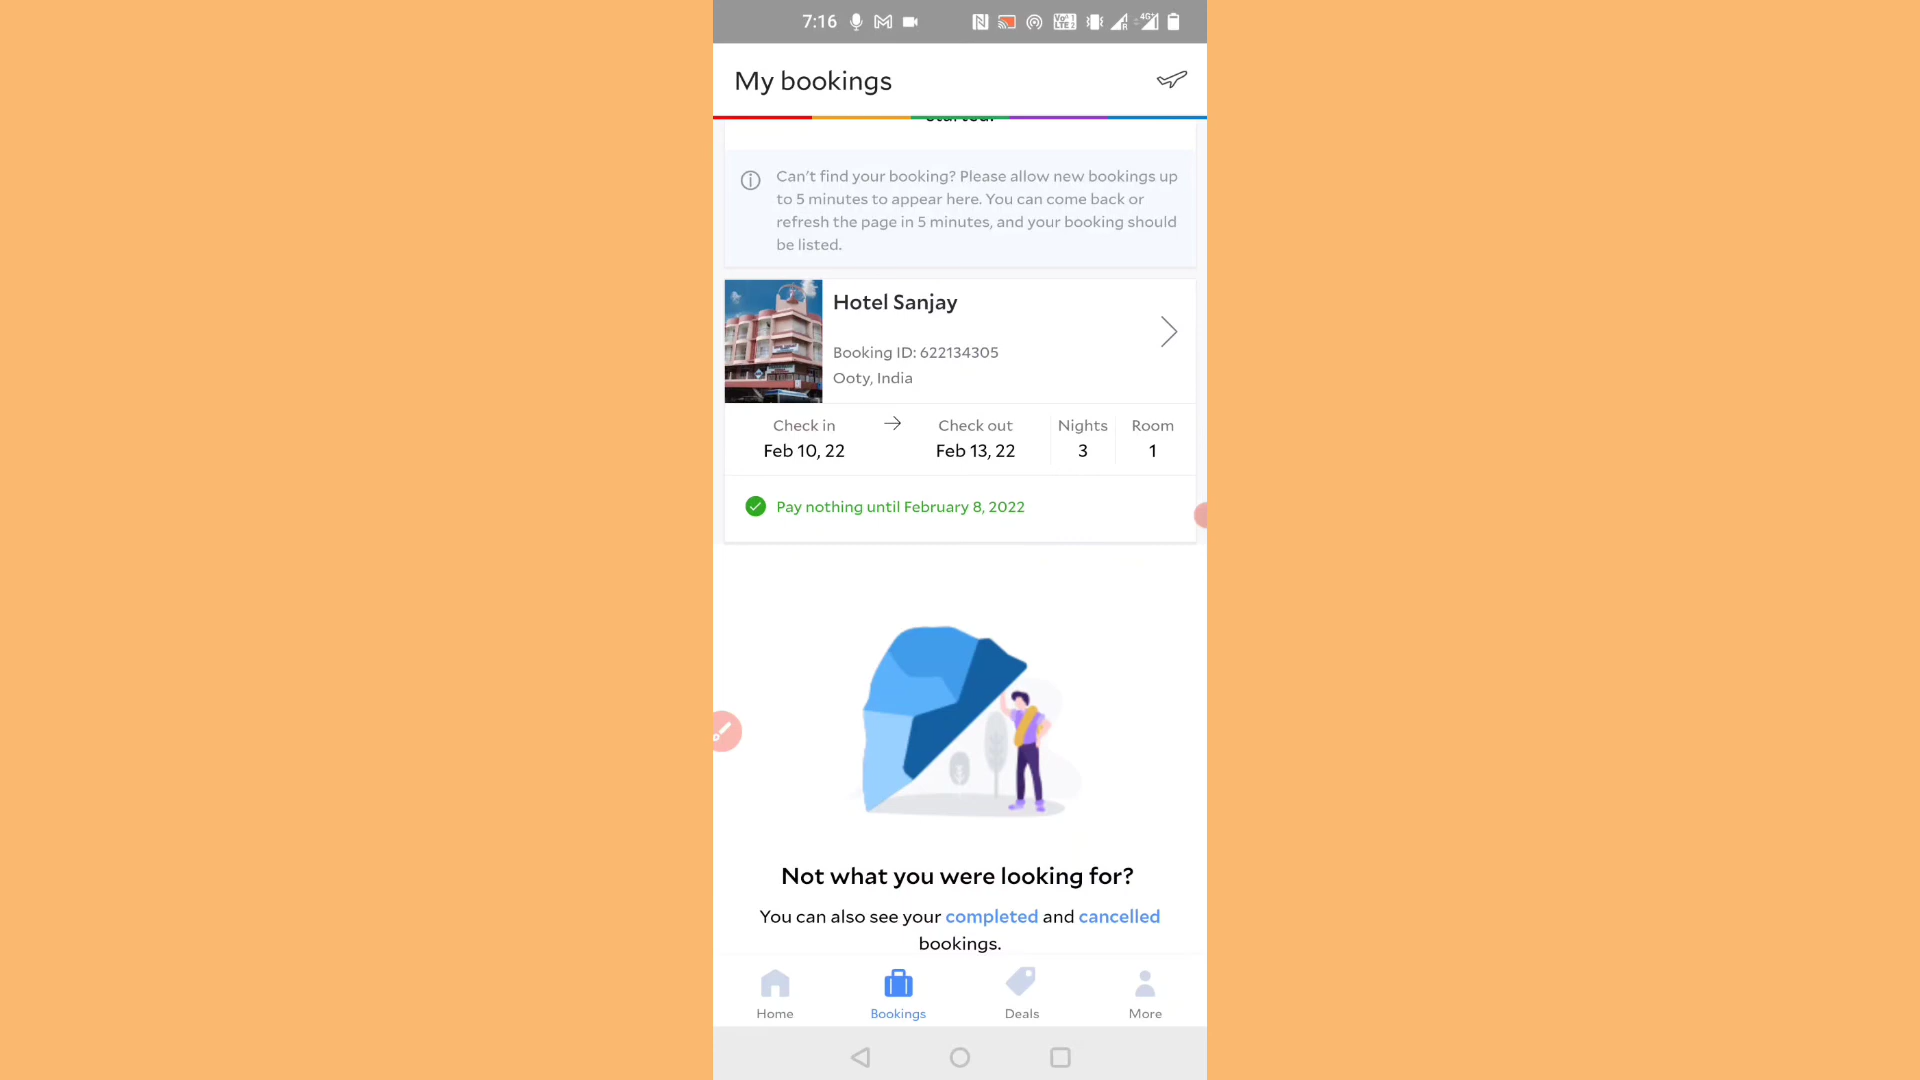 7:16
My bookings
Can't find your booking? Please allow new bookings up
to 5 minutes to appear here. You can come back or
refresh the page in 5 minutes, and your booking should
be listed.
Hotel Sanjay
Booking ID: 622134305
Ooty, India
Check in
Feb 10, 22
Check out
Feb 13, 22
Nights
3
Room
1
Pay nothing until February 8, 2022
Not what you were looking for?
You can also see your completed and cancelled
bookings.
Home
Bookings
Deals
More